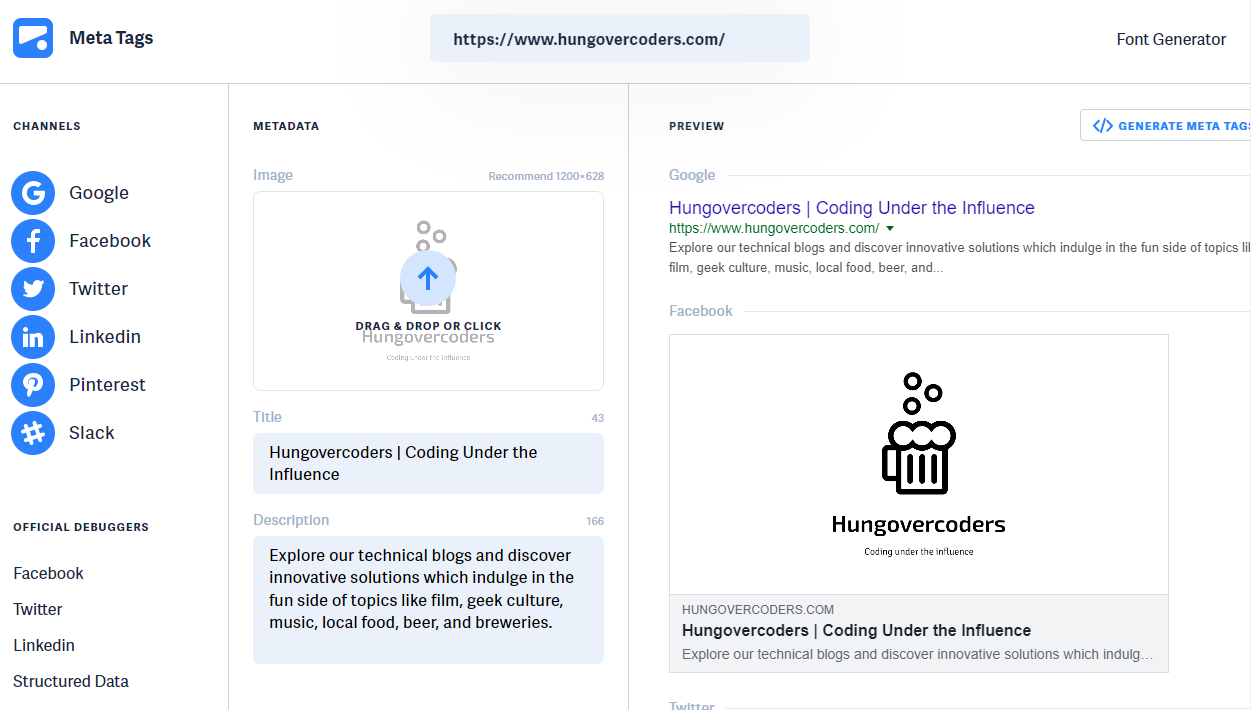 Meta Tags
https://www.hungovercoders.com/
Font Generator
CHANNELS
Google
Facebook
Twitter
Linkedin
Pinterest
Slack
OFFICIAL DEBUGGERS
Facebook
Twitter
Linkedin
Structured Data
METADATA
Image
Recommend 1200×628
DRAG & DROP OR CLICK
Hungovercoders
Coding under the influence
Title
43
Hungovercoders | Coding Under the
Influence
Description
166
Explore our technical blogs and discover
innovative solutions which indulge in the
fun side of topics like film, geek culture,
music, local food, beer, and breweries.
PREVIEW
</> GENERATE META TAGS
Google
Hungovercoders | Coding Under the Influence
https://www.hungovercoders.com/
Explore our technical blogs and discover innovative solutions which indulge in the fun side of topics li
film, geek culture, music, local food, beer, and...
Facebook
Hungovercoders
Coding under the influence
HUNGOVERCODERS.COM
Hungovercoders | Coding Under the Influence
Explore our technical blogs and discover innovative solutions which indulg...
Twitter